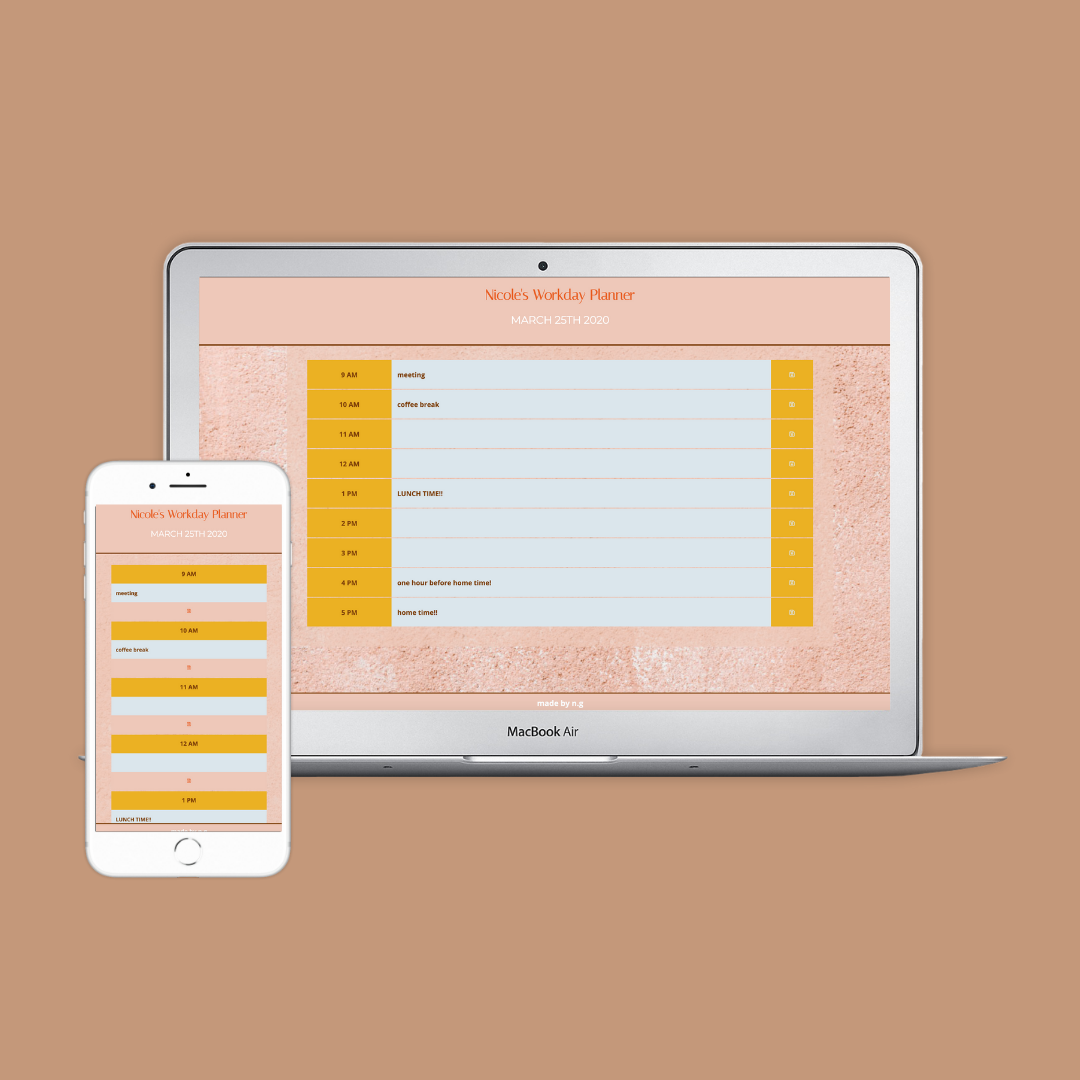 Nicole's Workday Planner
MARCH 25TH 2020
9 AM meeting
10 AM coffee break
11 AM
12 AM
1 PM LUNCH TIME!!
2 PM
3 PM
4 PM one hour before home time!
5 PM home time!!
made by n.g
MacBook Air
Nicole's Workday Planner
MARCH 25TH 2020
9 AM
meeting
10 AM
coffee break
11 AM
12 AM
1 PM
LUNCH TIME!!